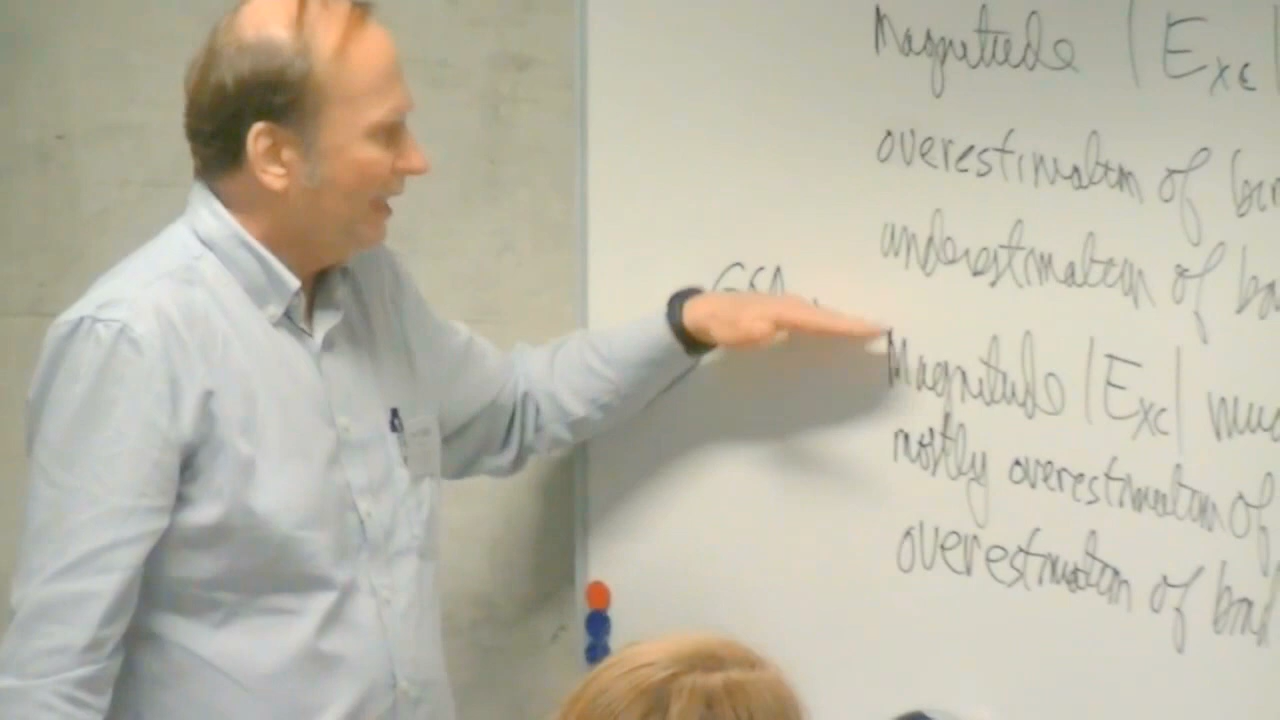 Magnitude |Exc|
overestimation of
underestimation of
GGA
Magnitude |Exc|
mostly overestimation of
overestimation of